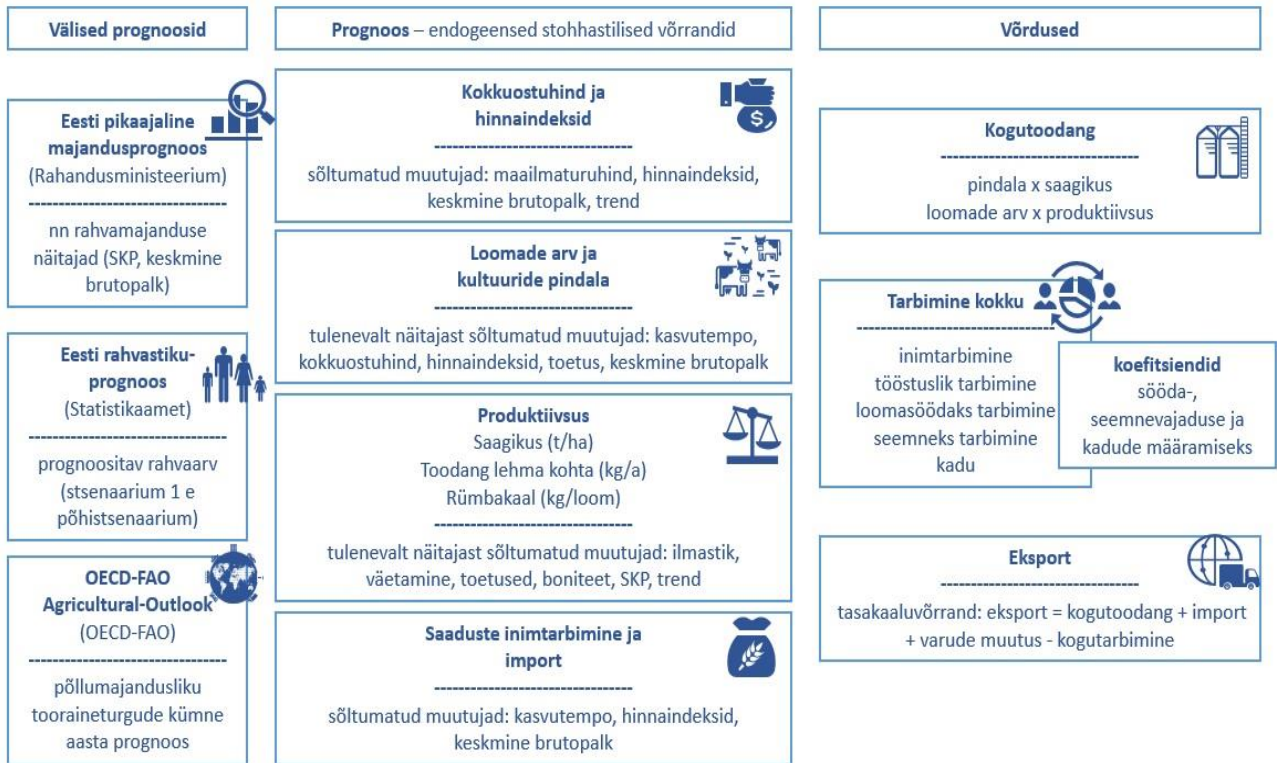 Välised prognoosid
Eesti pikaajaline
majandusprognoos
(Rahandusministeerium)
---------------------------------
nn rahvamajanduse
näitajad (SKP, keskmine
brutopalk)
Eesti rahvastiku-
prognoos
(Statistikaamet)
---------------------------------
prognoositav rahvaarv
(stsenaarium 1 e
põhistsenaarium)
OECD-FAO
Agricultural-Outlook
(OECD-FAO)
---------------------------------
põllumajandusliku
tooraineturgude kümne
aasta prognoos
Prognoos – endogeensed stohhastilised võrrandid
Kokkuostuhind ja
hinnaindeksid
---------------------------------
sõltumatud muutujad: maailmaturuhind, hinnaindeksid,
keskmine brutopalk, trend
$
Loomade arv ja
kultuuride pindala
---------------------------------
tulenevalt näitajast sõltumatud muutujad: kasvutempo,
kokkuostuhind, hinnaindeksid, toetus, keskmine brutopalk
Produktiivsus
Saagikus (t/ha)
Toodang lehma kohta (kg/a)
Rümbakaal (kg/loom)
---------------------------------
tulenevalt näitajast sõltumatud muutujad: ilmastik,
väetamine, toetused, boniteet, SKP, trend
Saaduste inimtarbimine ja
import
---------------------------------
sõltumatud muutujad: kasvutempo, hinnaindeksid,
keskmine brutopalk
Võrdused
Kogutoodang
---------------------------------
pindala x saagikus
loomade arv x produktiivsus
Tarbimine kokku
---------------------------------
inimtarbimine
tööstuslik tarbimine
loomasöödaks tarbimine
seemneks tarbimine
kadu
koefitsiendid
sööda-,
seemnevajaduse ja
kadude määramiseks
Eksport
---------------------------------
tasakaaluvõrrand: eksport = kogutoodang + import
+ varude muutus - kogutarbimine